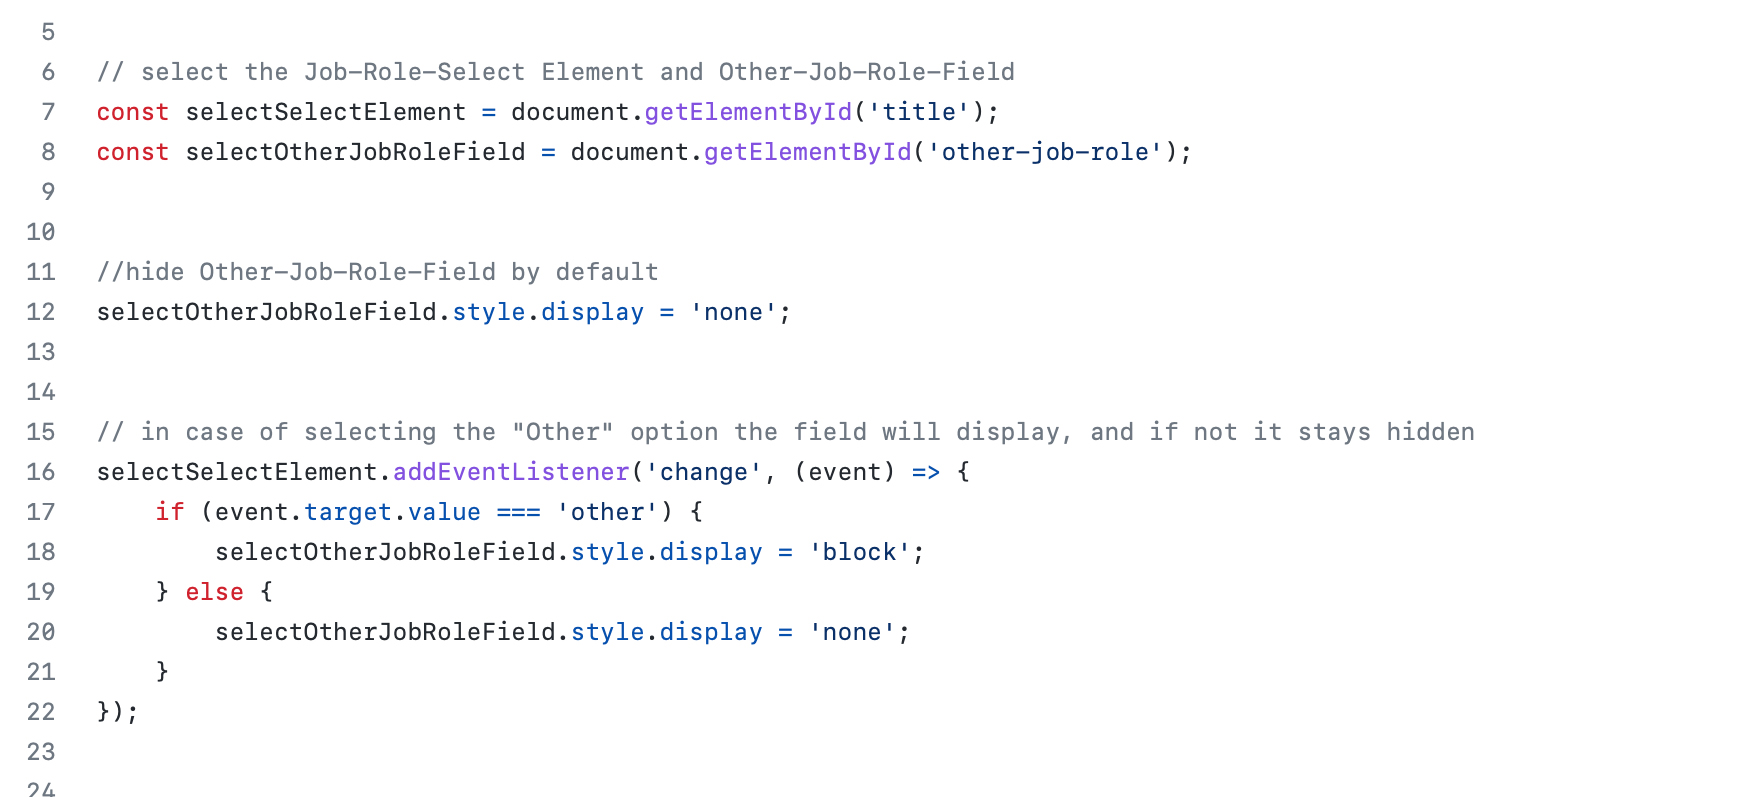 5
6 // select the Job-Role-Select Element and Other-Job-Role-Field
7 const selectSelectElement = document.getElementById('title');
8 const selectOtherJobRoleField = document.getElementById('other-job-role');
9
10
11 //hide Other-Job-Role-Field by default
12 selectOtherJobRoleField.style.display = 'none';
13
14
15 // in case of selecting the "Other" option the field will display, and if not it stays hidden
16 selectSelectElement.addEventListener('change', (event) => {
17     if (event.target.value === 'other') {
18         selectOtherJobRoleField.style.display = 'block';
19     } else {
20         selectOtherJobRoleField.style.display = 'none';
21     }
22 });
23
24